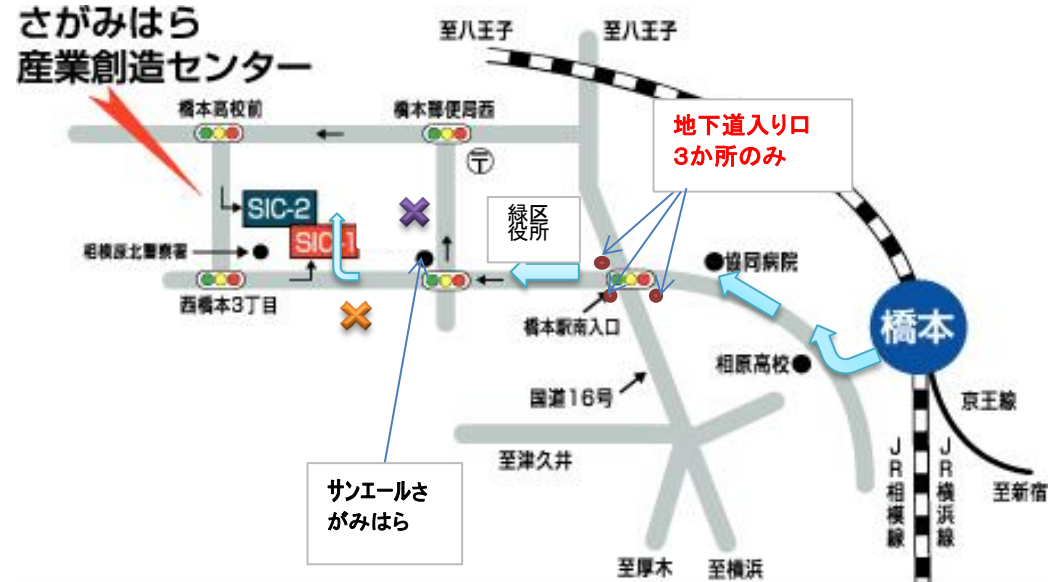 さがみはら
産業創造センター
至八王子
至八王子
橋本高校前
橋本郵便局西
地下道入り口
３か所のみ
SIC-2
SIC-1
緑区
役所
相模原北警察署
協同病院
西橋本3丁目
橋本駅南入口
橋本
相原高校
国道16号
京王線
至津久井
JR相模線
JR横浜線
至新宿
サンエールさ
がみはら
至厚木
至横浜